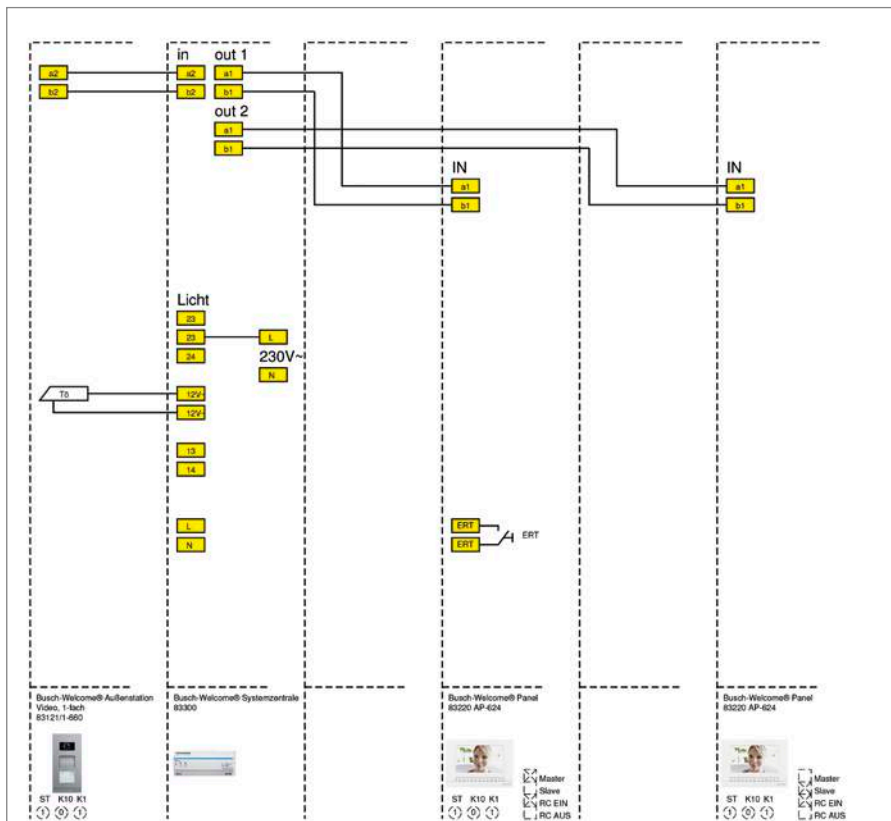 in out 1
a2 a2 a1
b2 b2 b1
out 2
a1
b1
IN IN
a1 a1
b1 b1
Licht
23
23 L
24 230V~
N
Tö 12V-
12V-
13
14
L ERT
N ERT
ERT
Busch-Welcome® Außenstation
Video, 1-fach
83121/1-660
ST K10 K1
1 0 1
Busch-Welcome® Systemzentrale
83300
Busch-Welcome® Panel
83220 AP-624
Master
Slave
RC EIN
RC AUS
ST K10 K1
1 0 1
Busch-Welcome® Panel
83220 AP-624
Master
Slave
RC EIN
RC AUS
ST K10 K1
1 0 1